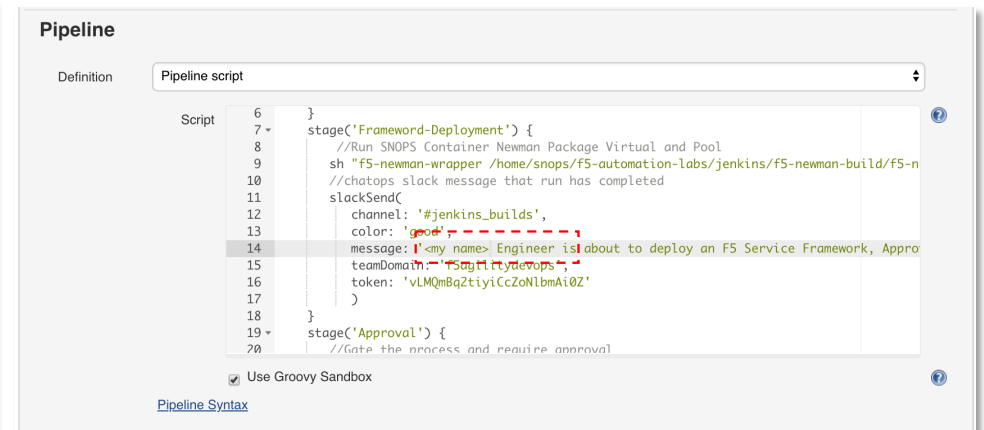 Pipeline
Definition
Pipeline script
Script
6 }
7 stage('Frameword-Deployment') {
8 //Run SNOPS Container Newman Package Virtual and Pool
9 sh "f5-newman-wrapper /home/snops/f5-automation-labs/jenkins/f5-newman-build/f5-n
10 //chatops slack message that run has completed
11 slackSend(
12 channel: '#jenkins_builds',
13 color: 'good',
14 message: '<my name> Engineer is about to deploy an F5 Service Framework, Appro
15 teamDomain: 'f5agilitydevops',
16 token: 'vLMQmBq2tiyiCcZoNlbmAi0Z'
17 )
18 }
19 stage('Approval') {
20 //Gate the process and require approval
Use Groovy Sandbox
Pipeline Syntax